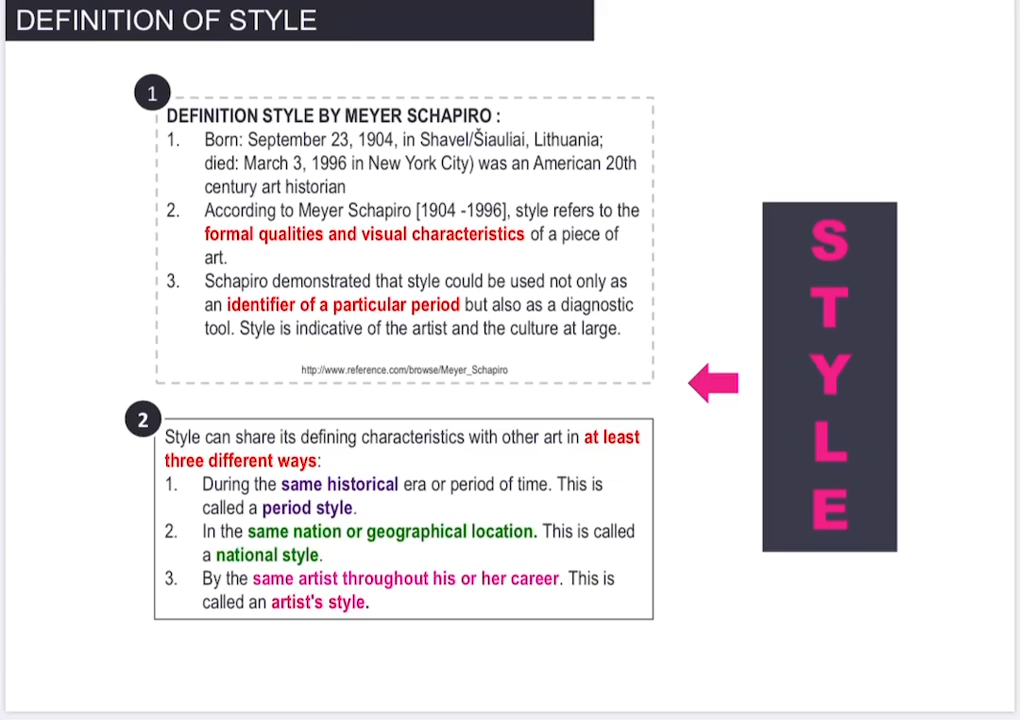 DEFINITION OF STYLE
1
DEFINITION STYLE BY MEYER SCHAPIRO :
1. Born: September 23, 1904, in Shavel/Šiauliai, Lithuania;
died: March 3, 1996 in New York City) was an American 20th
century art historian
2. According to Meyer Schapiro [1904 -1996], style refers to the
formal qualities and visual characteristics of a piece of
art.
3. Schapiro demonstrated that style could be used not only as
an identifier of a particular period but also as a diagnostic
tool. Style is indicative of the artist and the culture at large.
http://www.reference.com/browse/Meyer_Schapiro
2
Style can share its defining characteristics with other art in at least
three different ways:
1. During the same historical era or period of time. This is
called a period style.
2. In the same nation or geographical location. This is called
a national style.
3. By the same artist throughout his or her career. This is
called an artist's style.
S
T
Y
L
E